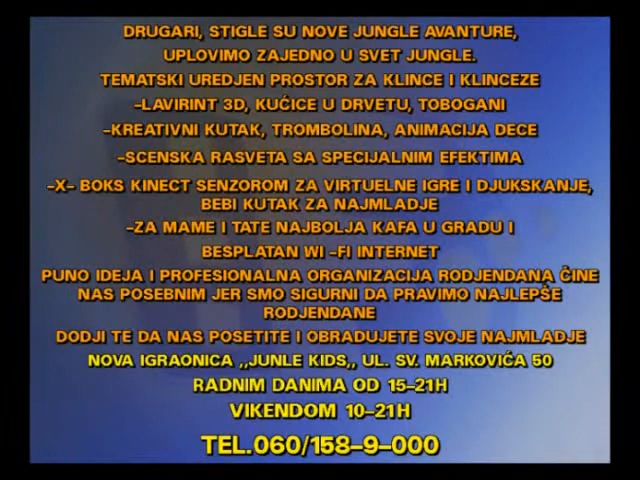 DRUGARI, STIGLE SU NOVE JUNGLE AVANTURE,
UPLOVIMO ZAJEDNO U SVET JUNGLE.
TEMATSKI UREDJEN PROSTOR ZA KLINCE I KLINCEZE
-LAVIRINT 3D, KUĆICE U DRVETU, TOBOGANI
-KREATIVNI KUTAK, TROMBOLINA, ANIMACIJA DECE
-SCENSKA RASVETA SA SPECIJALNIM EFEKTIMA
-X- BOKS KINECT SENZOROM ZA VIRTUELNE IGRE I DJUKSKANJE,
BEBI KUTAK ZA NAJMLADJE
-ZA MAME I TATE NAJBOLJA KAFA U GRADU I
BESPLATAN WI -FI INTERNET
PUNO IDEJA I PROFESIONALNA ORGANIZACIJA RODJENDANA ČINE
NAS POSEBNIM JER SMO SIGURNI DA PRAVIMO NAJLEPŠE
RODJENDANE
DODJI TE DA NAS POSETITE I OBRADUJETE SVOJE NAJMLADJE
NOVA IGRAONICA ,,JUNLE KIDS,, UL. SV. MARKOVIĆA 50
RADNIM DANIMA OD 15-21H
VIKENDOM 10-21H
TEL.060/158-9-000